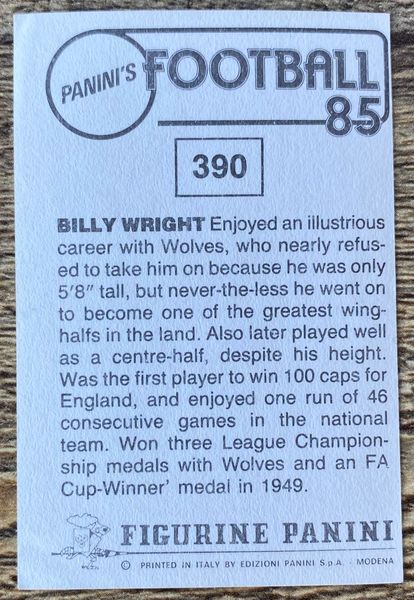 PANINI'S FOOTBALL
85
390
BILLY WRIGHT Enjoyed an illustrious
career with Wolves, who nearly refus-
ed to take him on because he was only
5'8" tall, but never-the-less he went on
to become one of the greatest wing-
halfs in the land. Also later played well
as a centre-half, despite his height.
Was the first player to win 100 caps for
England, and enjoyed one run of 46
consecutive games in the national
team. Won three League Champion-
ship medals with Wolves and an FA
Cup-Winner' medal in 1949.
FIGURINE PANINI
© PRINTED IN ITALY BY EDIZIONI PANINI S.p.A. - MODENA